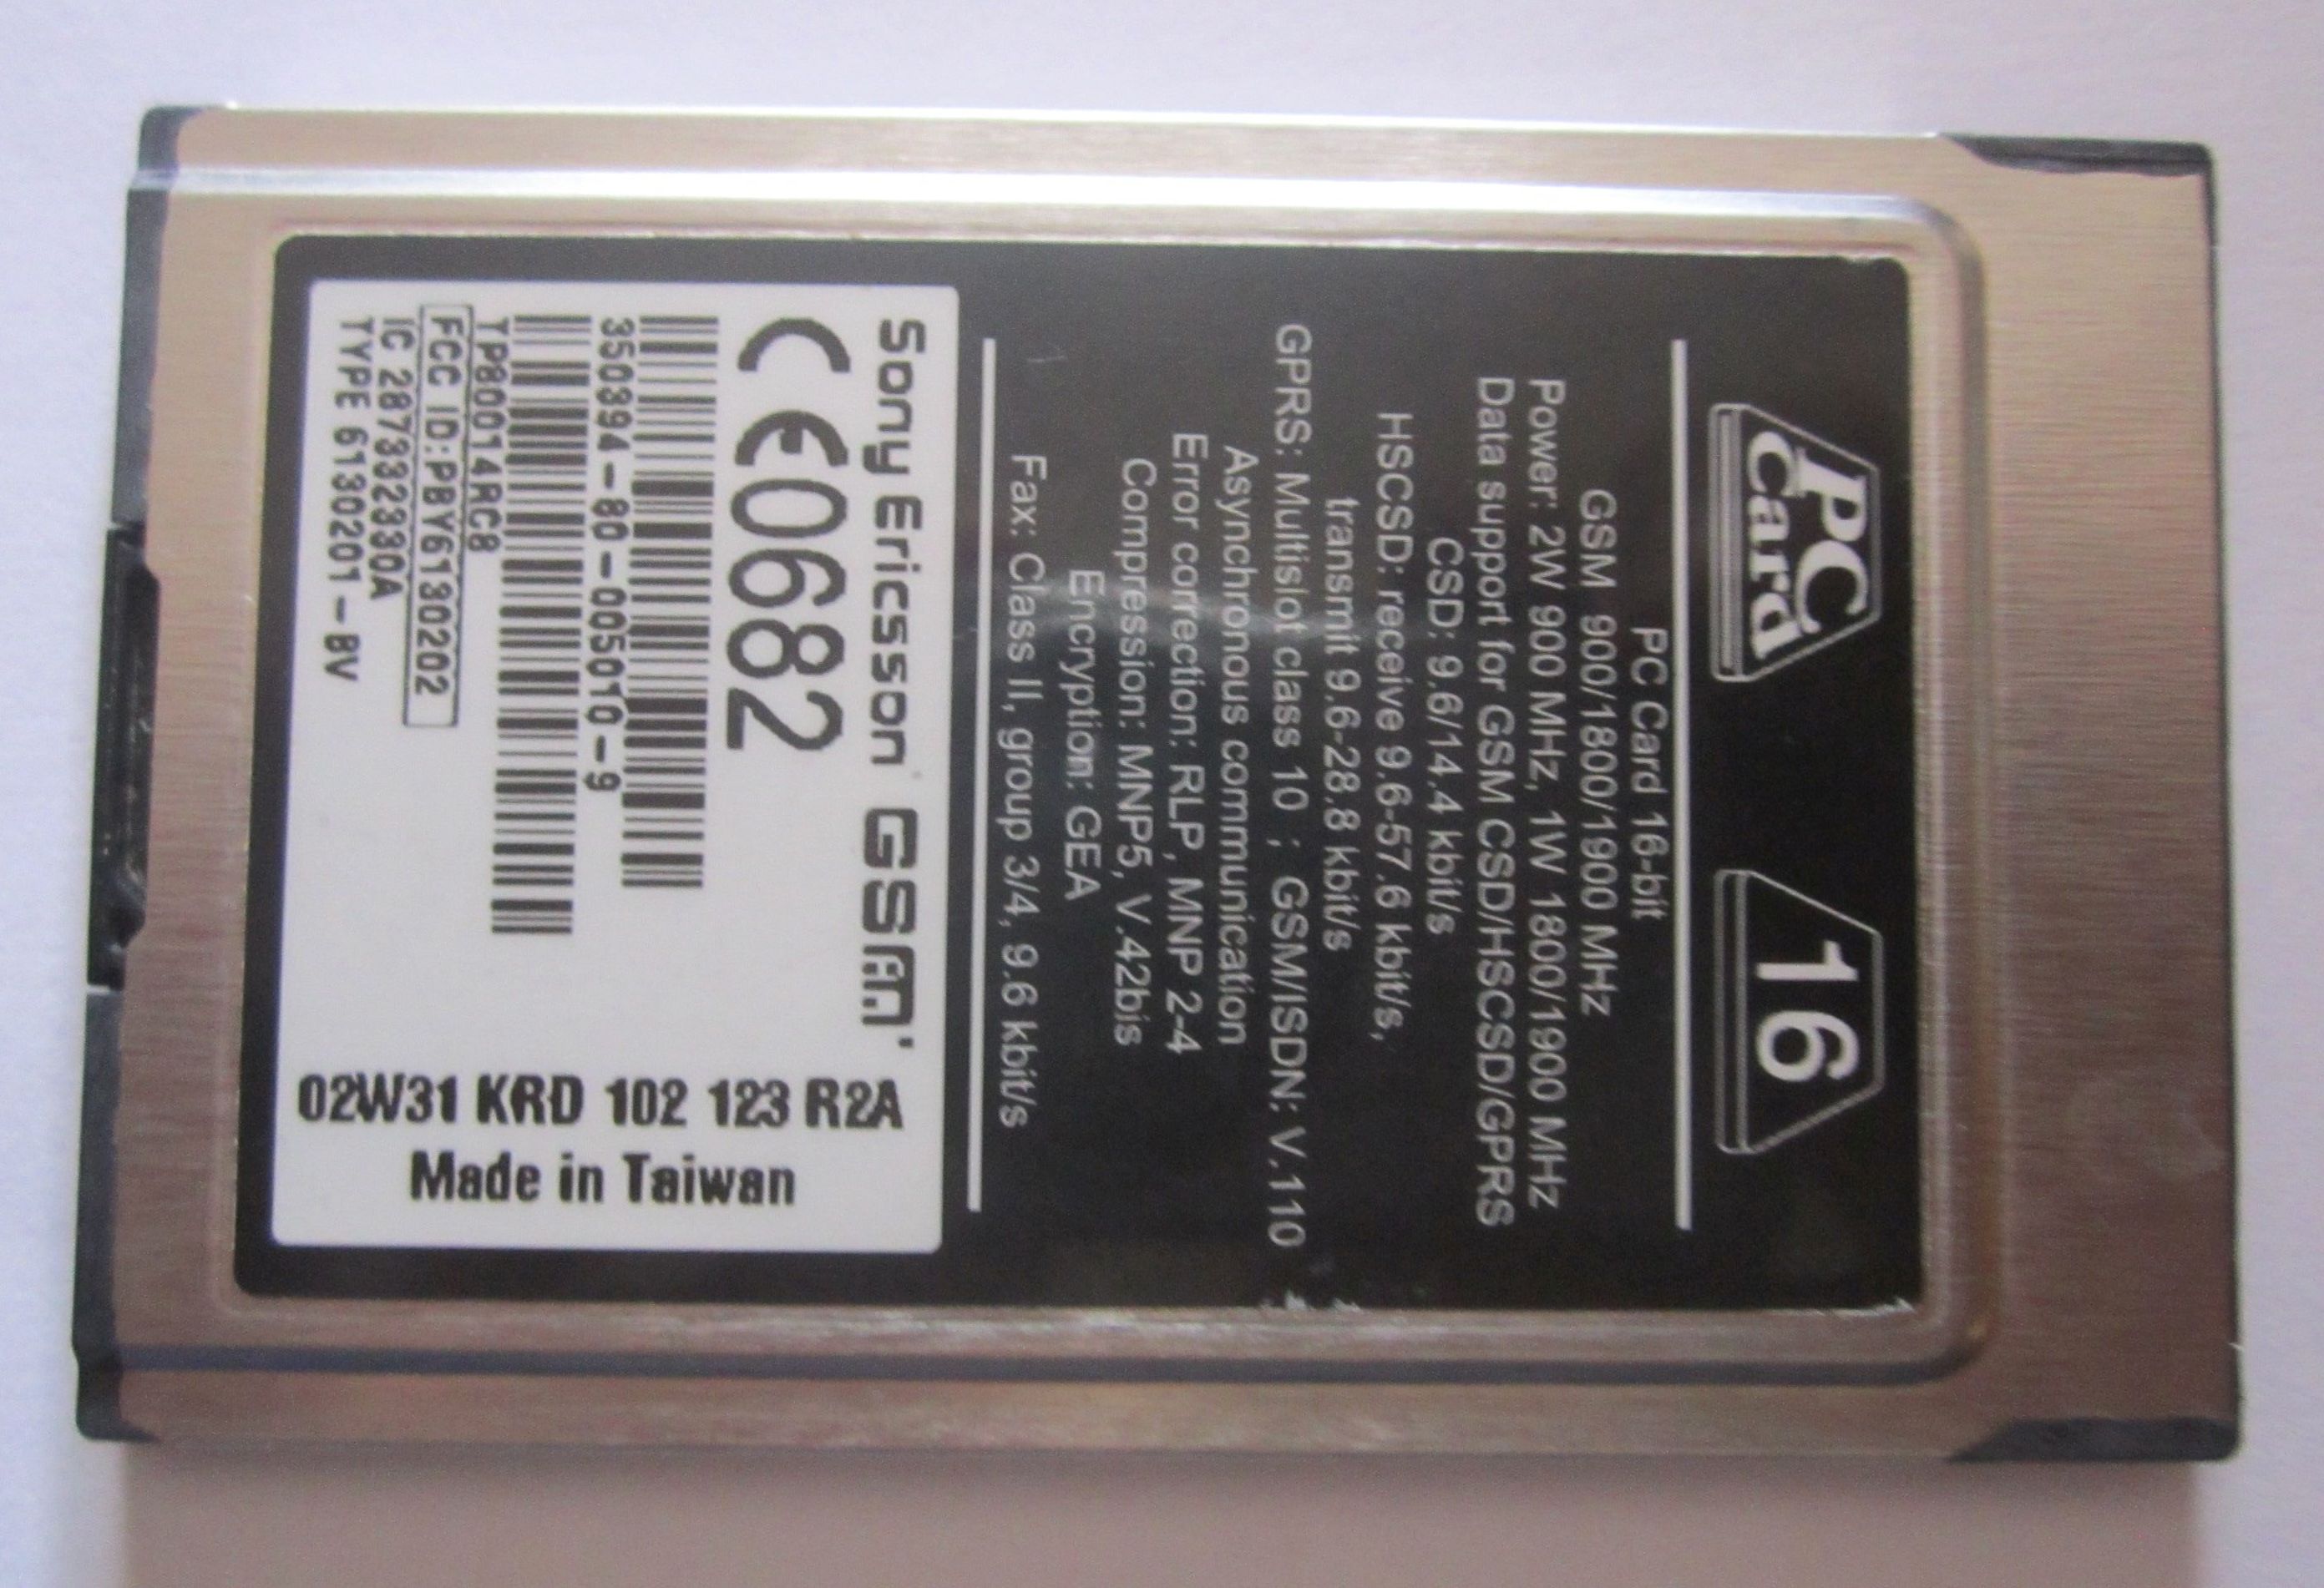 PC Card
16
PC Card 16-bit
GSM 900/1800/1900 MHz
Power: 2W 900 MHz, 1W 1800/1900 MHz
Data support for GSM CSD/HSCSD/GPRS
CSD: 9.6/14.4 kbit/s
HSCSD: receive 9.6-57.6 kbit/s,
transmit 9.6-28.8 kbit/s
GPRS: Multislot class 10 ; GSM/ISDN: V.110
Asynchronous communication
Error correction: RLP, MNP 2-4
Compression: MNP5, V.42bis
Encryption: GEA
Fax: Class II, group 3/4, 9.6 kbit/s
Sony Ericsson GSM
CE0682
350394-80-005010-9
TP80014RC8
FCC ID:PBY6130202
IC 287332330A
TYPE 6130201-BV
02W31 KRD 102 123 R2A
Made in Taiwan